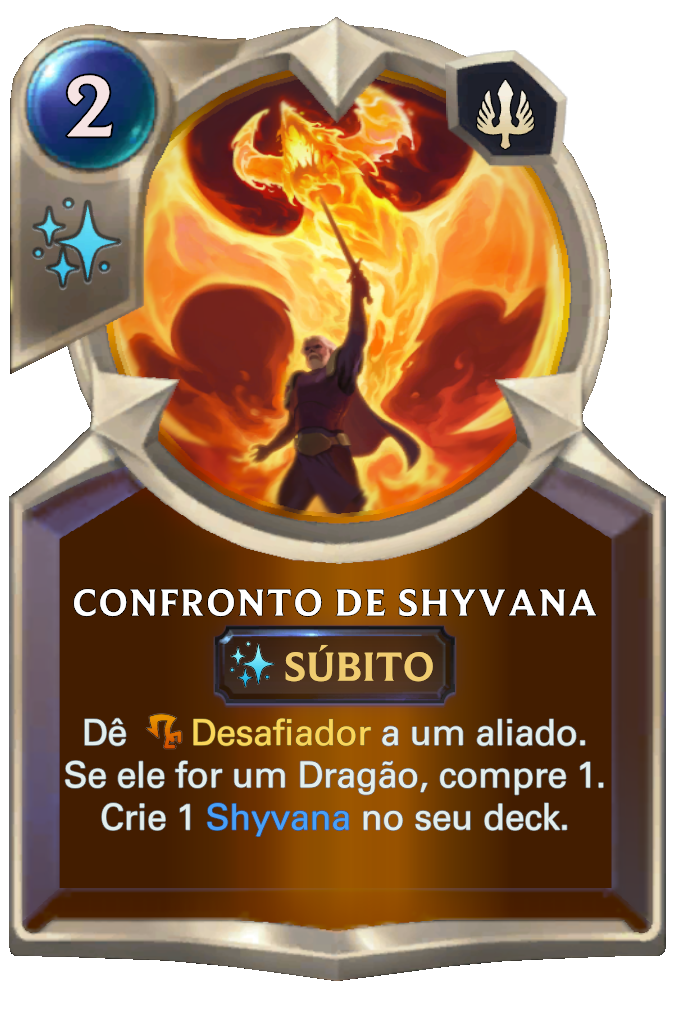 2
CONFRONTO DE SHYVANA
SÚBITO
Dê Desafiador a um aliado.
Se ele for um Dragão, compre 1.
Crie 1 Shyvana no seu deck.